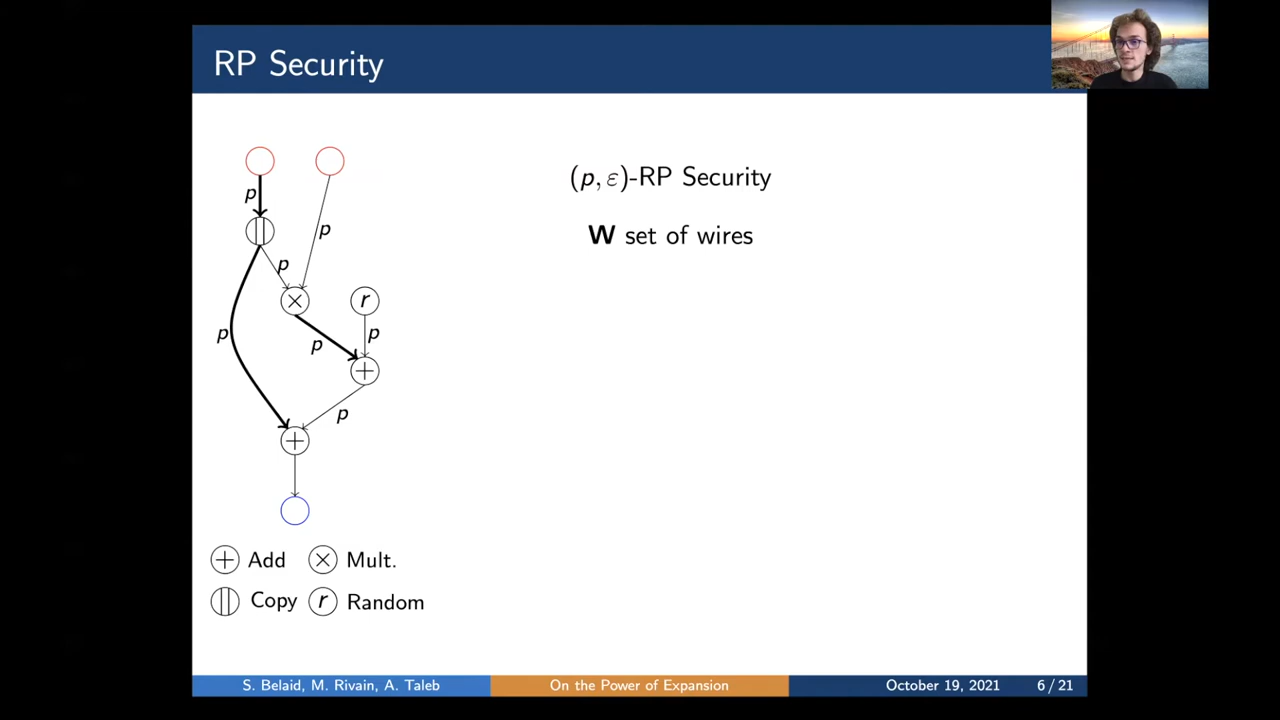 RP Security
p
p
p
r
p
p
p
p
(p, ε)-RP Security
W set of wires
Add
Mult.
Copy
r Random
S. Belaid, M. Rivain, A. Taleb
On the Power of Expansion
October 19, 2021
6 / 21